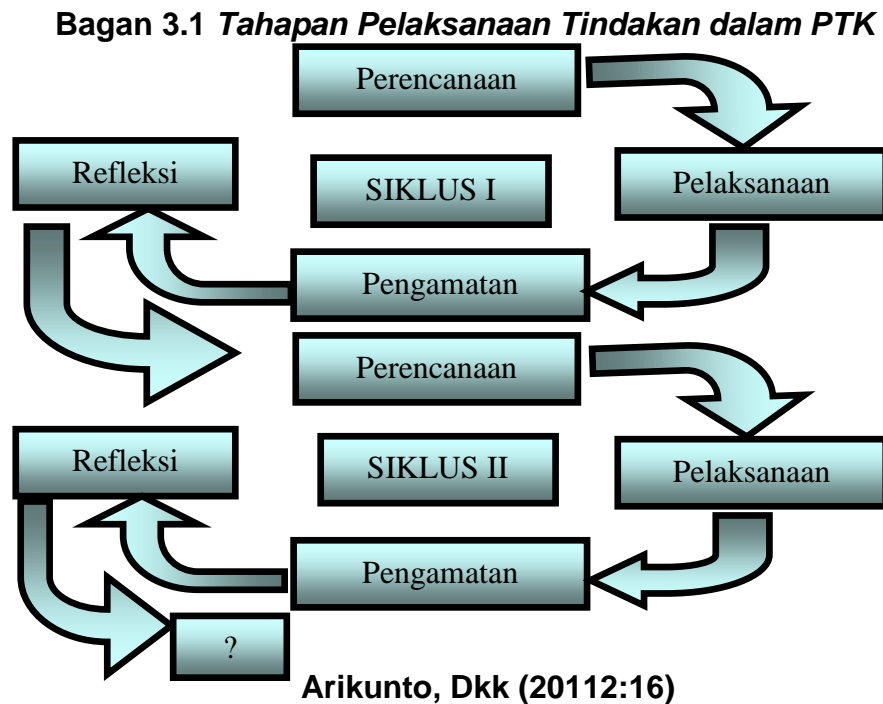 Bagan 3.1 Tahapan Pelaksanaan Tindakan dalam PTK
Perencanaan
Refleksi
SIKLUS I
Pelaksanaan
Pengamatan
Perencanaan
Refleksi
SIKLUS II
Pelaksanaan
Pengamatan
?
Arikunto, Dkk (20112:16)